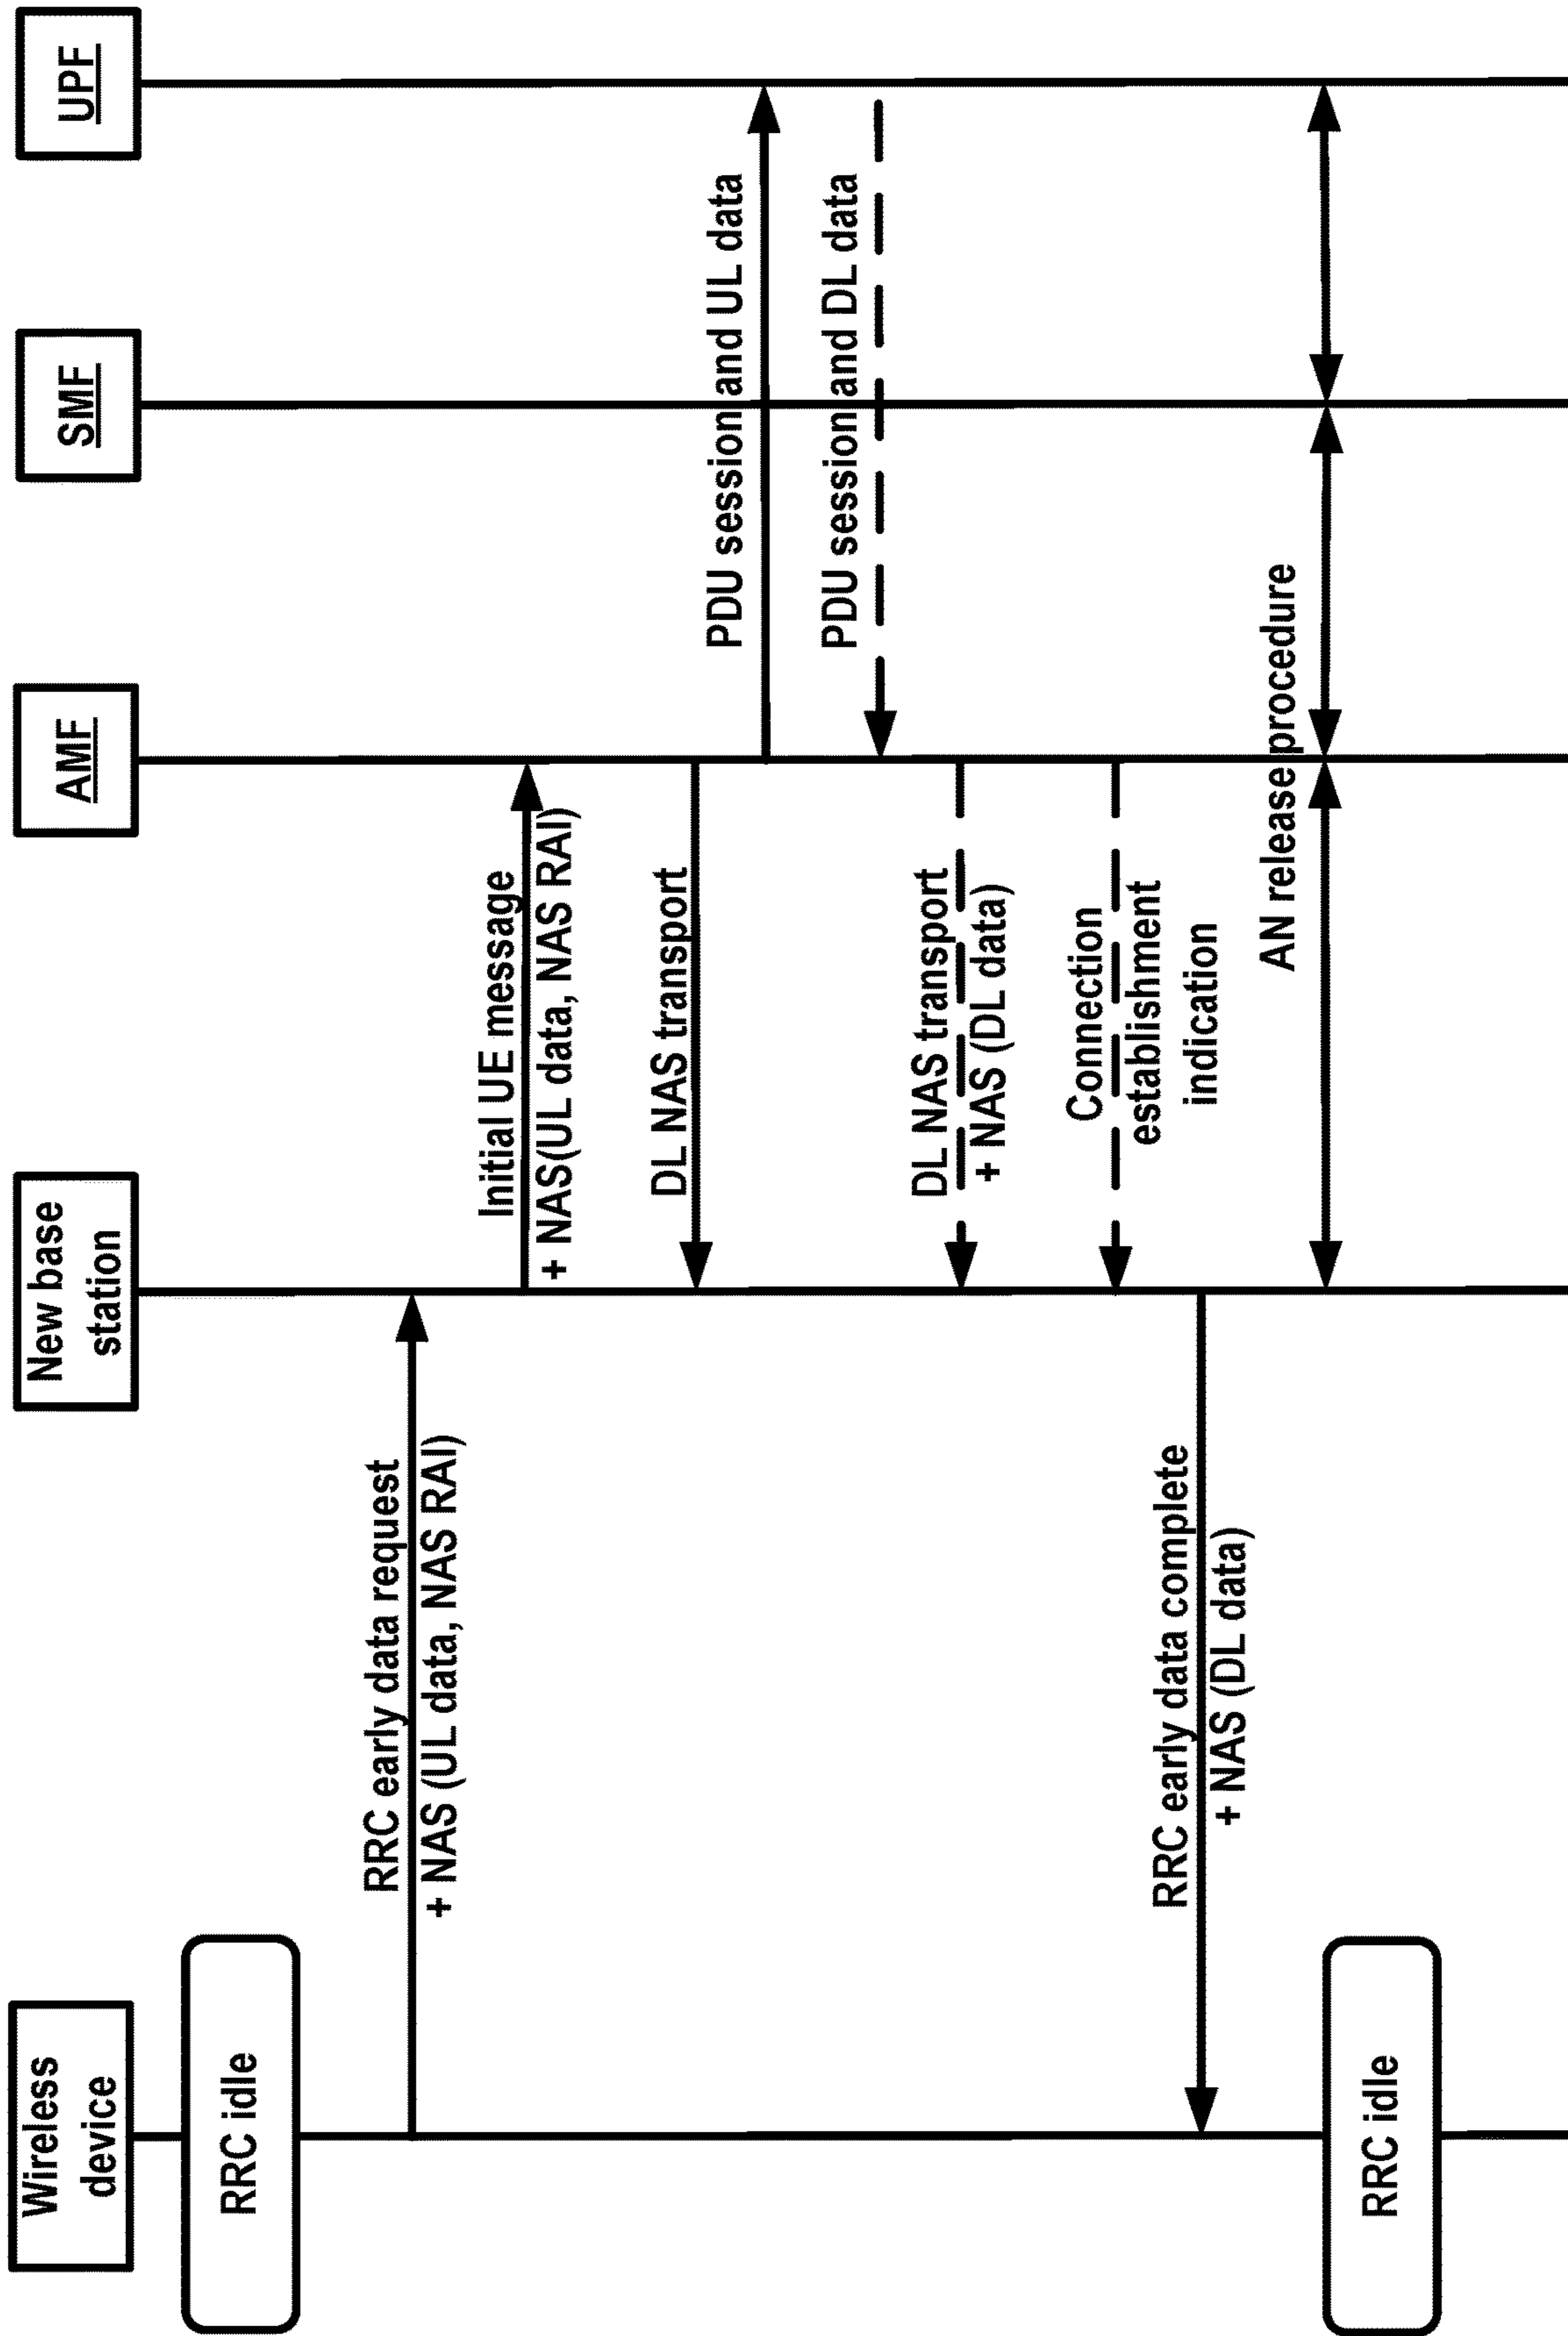 Wireless
device
New base
station
AMF
SMF
UPF
RRC idle
RRC early data request
+ NAS (UL data, NAS RAI)
Initial UE message
+ NAS(UL data, NAS RAI)
DL NAS transport
PDU session and UL data
PDU session and DL data
DL NAS transport
+ NAS (DL data)
Connection
establishment
indication
RRC early data complete
+ NAS (DL data)
AN release procedure
RRC idle